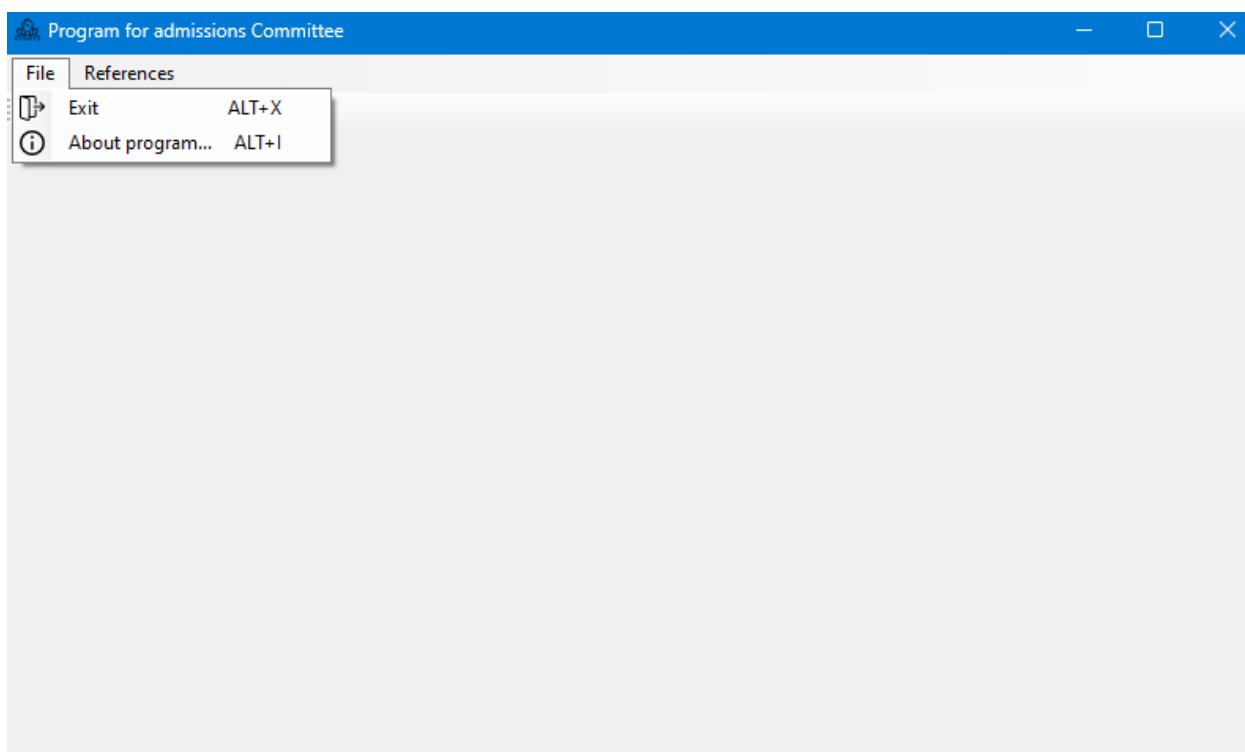 Program for admissions Committee
File References
Exit ALT+X
About program... ALT+I